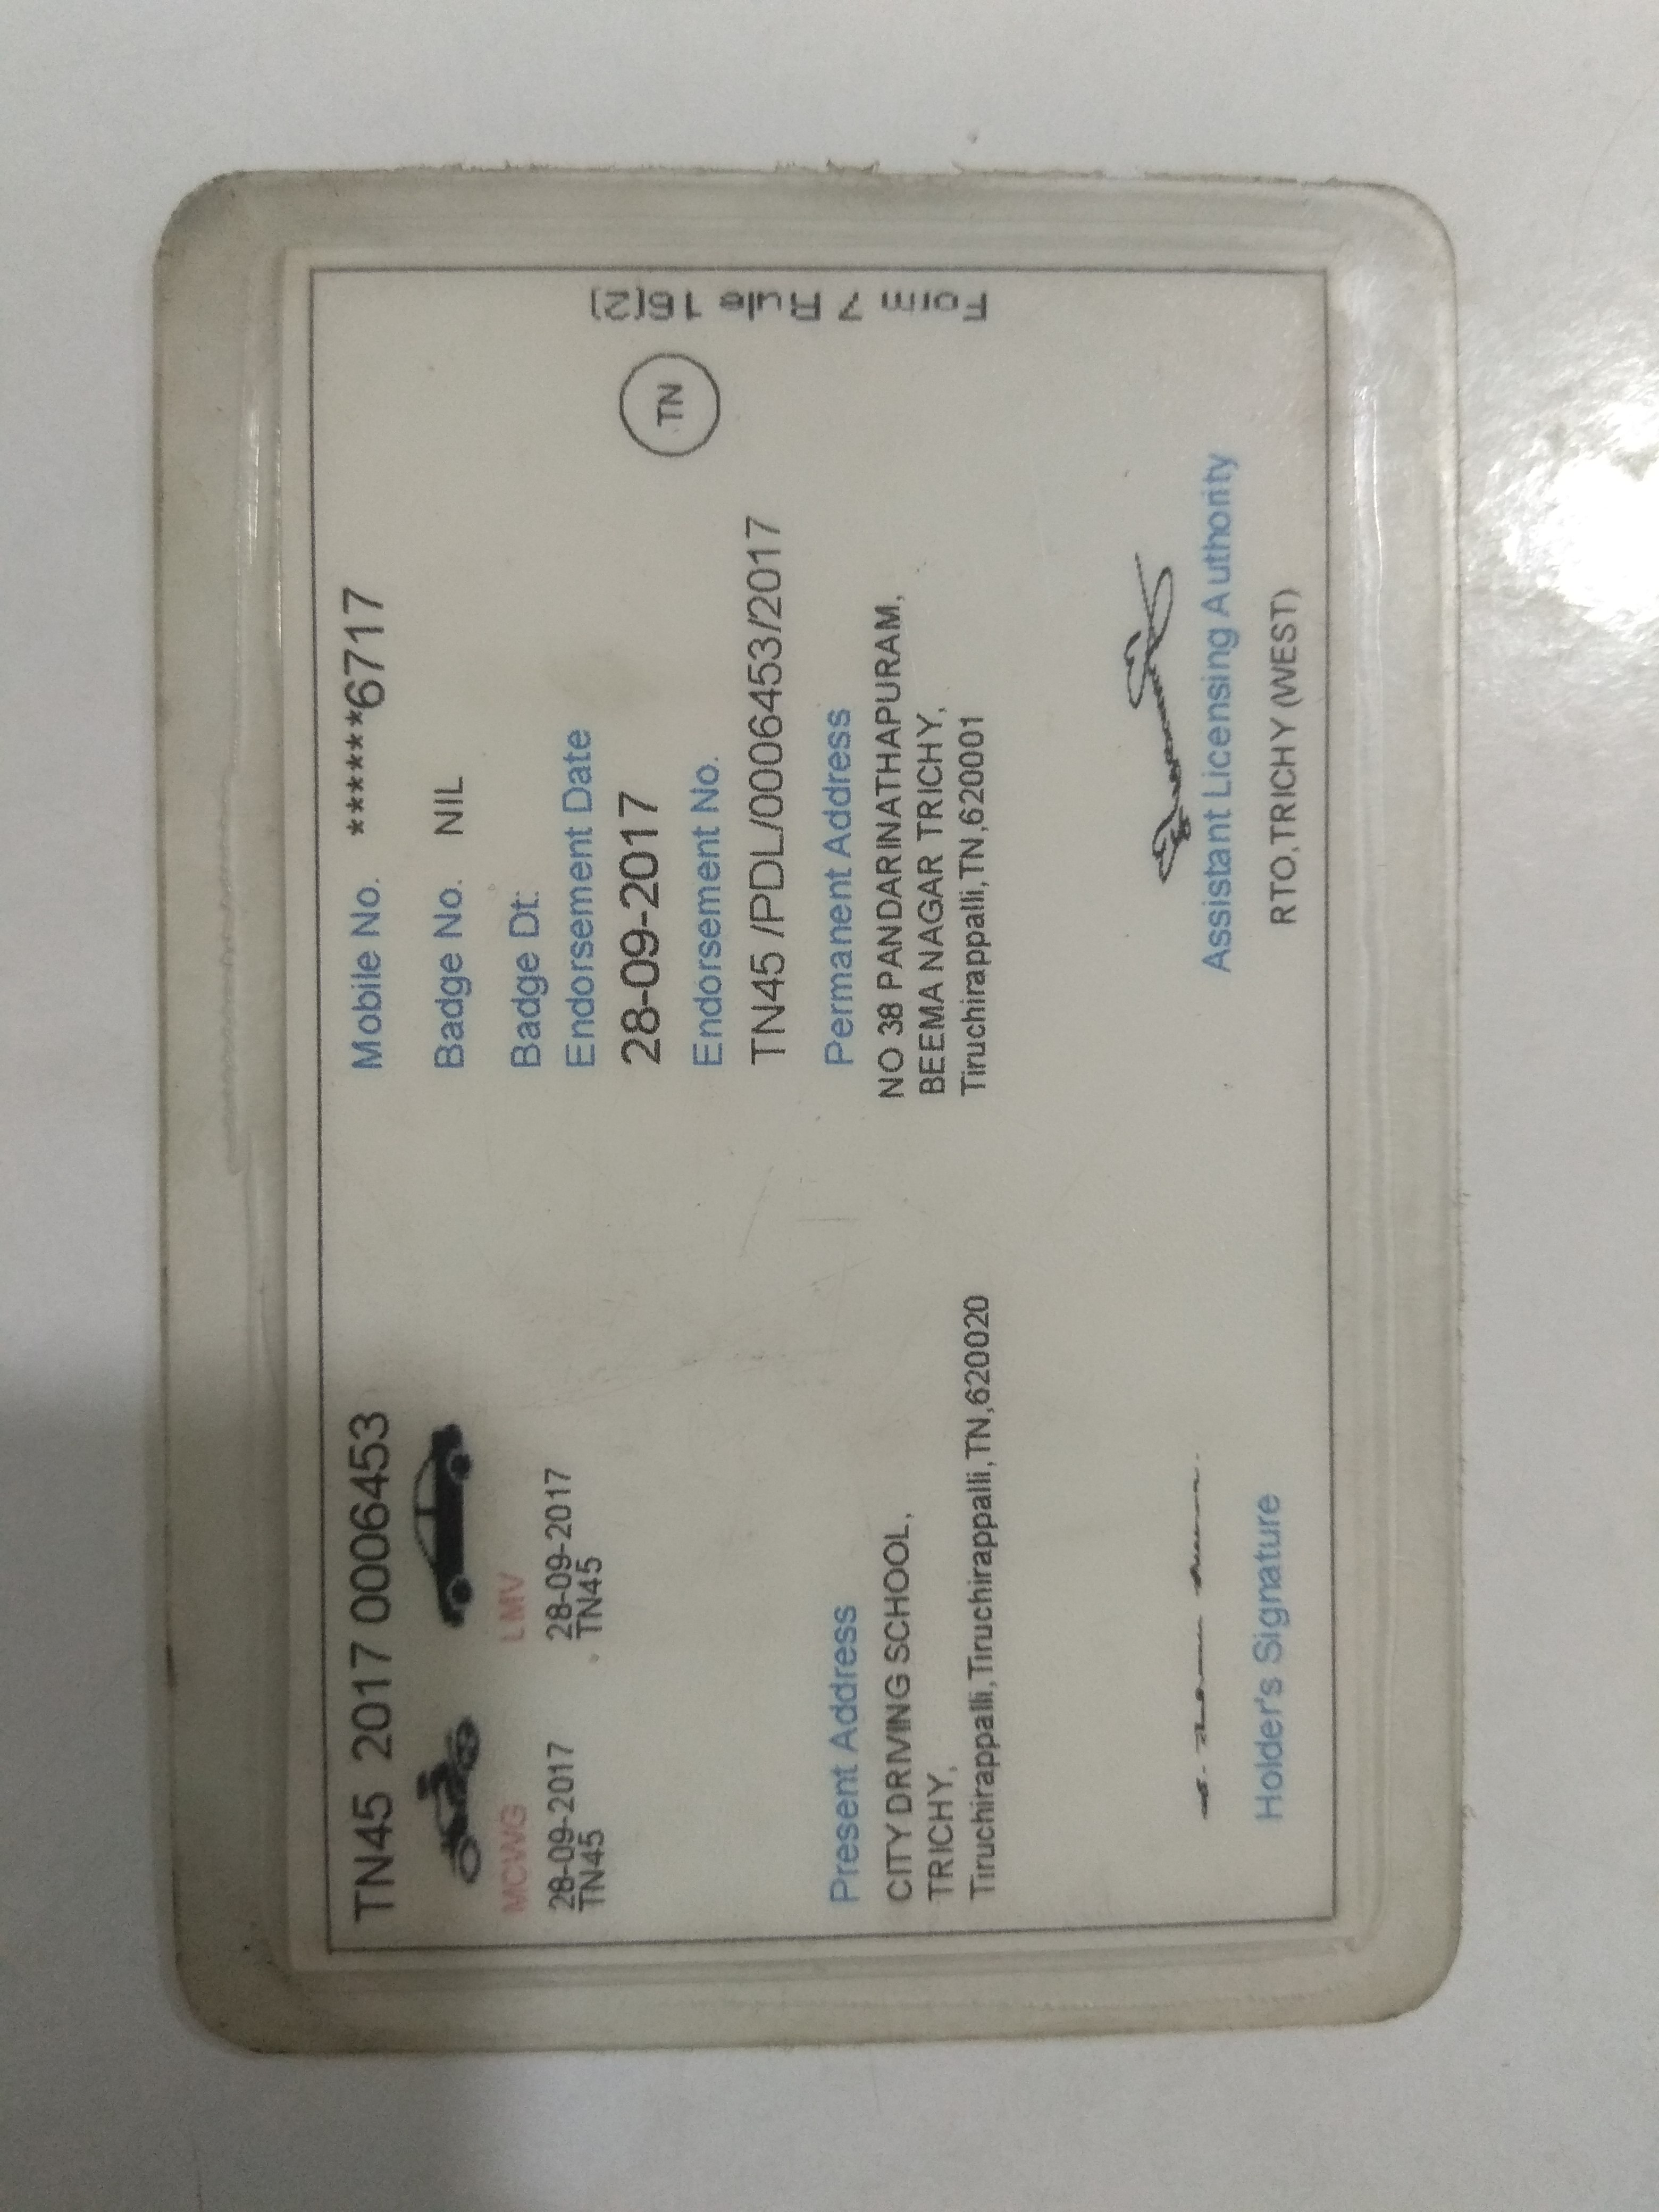 TN45 2017 0006453
MCWG
28-09-2017
TN45
LMV
28-09-2017
TN45
Present Address
CITY DRIVING SCHOOL,
TRICHY,
Tiruchirappalli,Tiruchirappalli,TN,620020
Holder's Signature
Mobile No. *****6717
Badge No. NIL
Badge Dt:
Endorsement Date
28-09-2017
Endorsement No.
TN45 /PDL/0006453/2017
Permanent Address
NO 38 PANDARINATHAPURAM,
BEEMA NAGAR TRICHY,
Tiruchirappalli,TN,620001
Assistant Licensing Authority
RTO,TRICHY (WEST)
TN
Form 7 Rule 16(2)